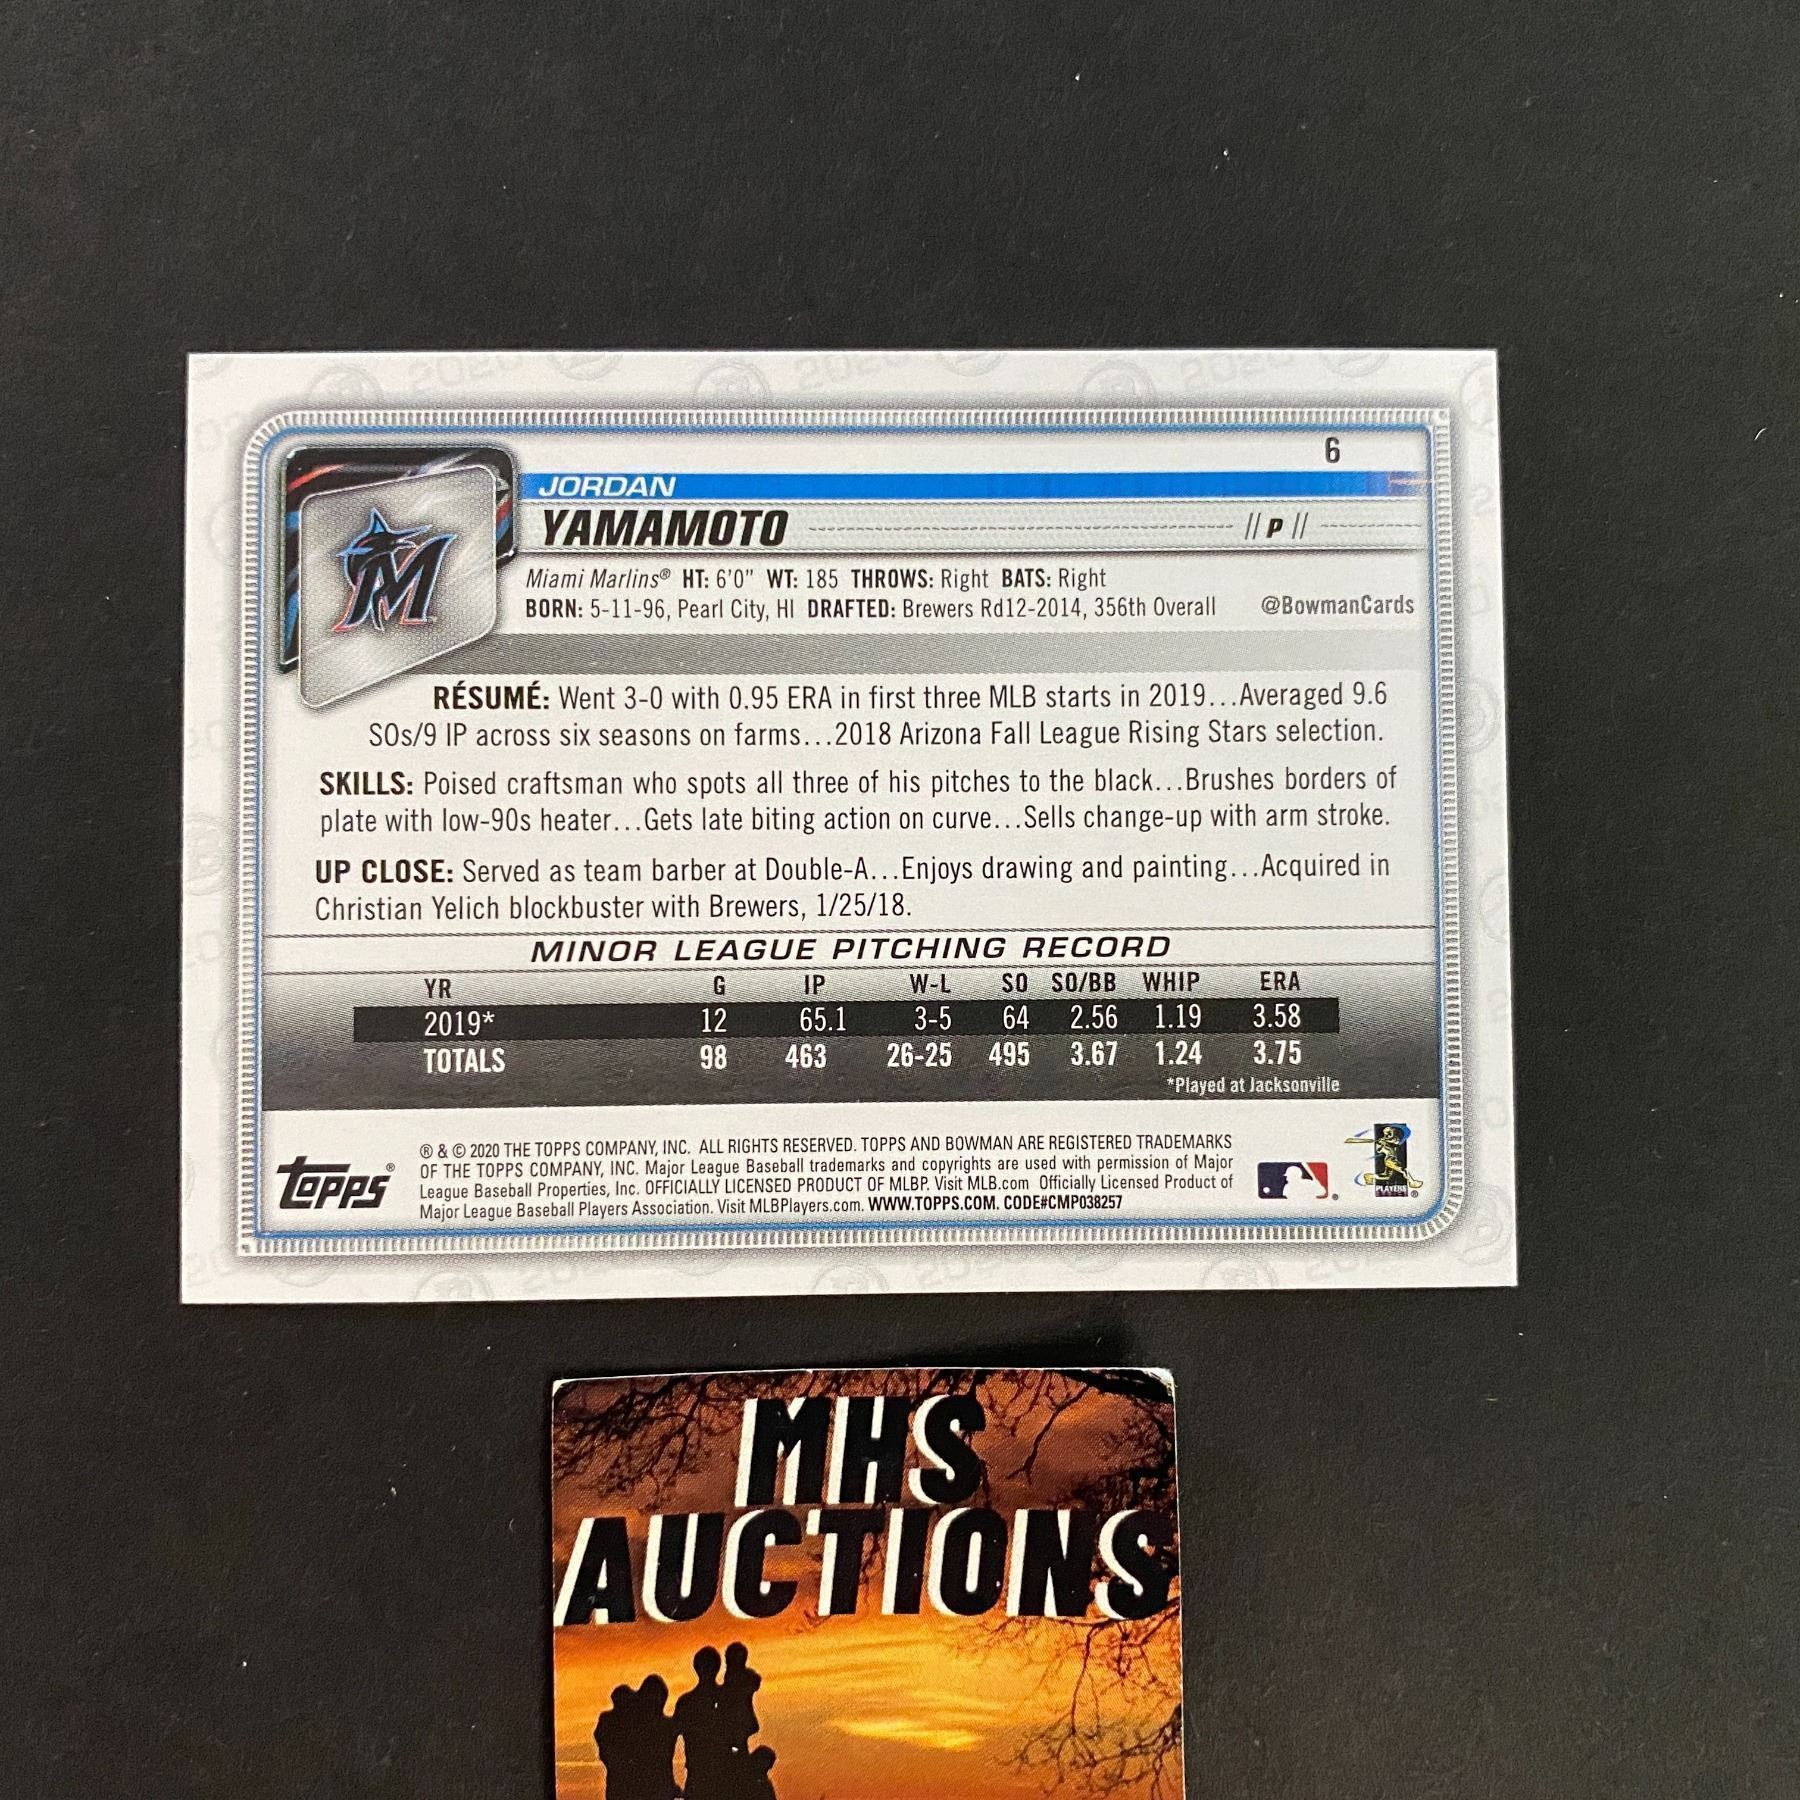 6
JORDAN
YAMAMOTO // P //
Miami Marlins® HT: 6'0" WT: 185 THROWS: Right BATS: Right
BORN: 5-11-96, Pearl City, HI DRAFTED: Brewers Rd12-2014, 356th Overall @BowmanCards
RÉSUMÉ: Went 3-0 with 0.95 ERA in first three MLB starts in 2019...Averaged 9.6
SOs/9 IP across six seasons on farms...2018 Arizona Fall League Rising Stars selection.
SKILLS: Poised craftsman who spots all three of his pitches to the black...Brushes borders of
plate with low-90s heater...Gets late biting action on curve...Sells change-up with arm stroke.
UP CLOSE: Served as team barber at Double-A...Enjoys drawing and painting...Acquired in
Christian Yelich blockbuster with Brewers, 1/25/18.
MINOR LEAGUE PITCHING RECORD
YR G IP W-L SO SO/BB WHIP ERA
2019* 12 65.1 3-5 64 2.56 1.19 3.58
TOTALS 98 463 26-25 495 3.67 1.24 3.75
*Played at Jacksonville
Topps®
® & © 2020 THE TOPPS COMPANY, INC. ALL RIGHTS RESERVED. TOPPS AND BOWMAN ARE REGISTERED TRADEMARKS
OF THE TOPPS COMPANY, INC. Major League Baseball trademarks and copyrights are used with permission of Major
League Baseball Properties, Inc. OFFICIALLY LICENSED PRODUCT OF MLBP. Visit MLB.com Officially Licensed Product of
Major League Baseball Players Association. Visit MLBPlayers.com. WWW.TOPPS.COM. CODE#CMP038257
PLAYERS
MHS
AUCTIONS